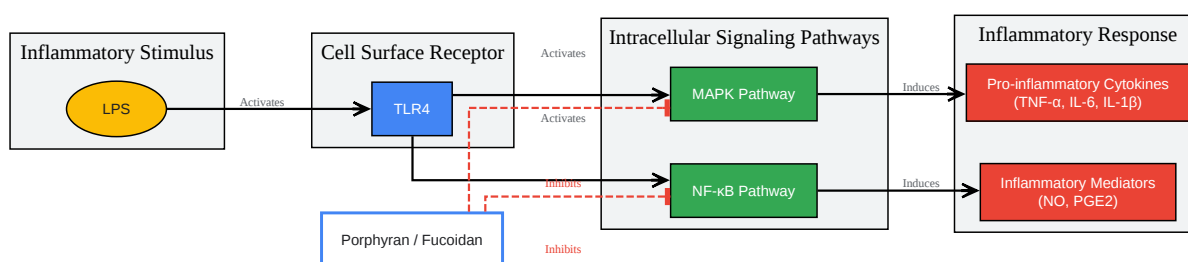 Inflammatory Stimulus
LPS
Activates
Cell Surface Receptor
TLR4
Activates
Activates
Inhibits
Inhibits
Porphyran / Fucoidan
Intracellular Signaling Pathways
MAPK Pathway
NF-κB Pathway
Induces
Induces
Inflammatory Response
Pro-inflammatory Cytokines
(TNF-α, IL-6, IL-1β)
Inflammatory Mediators
(NO, PGE2)